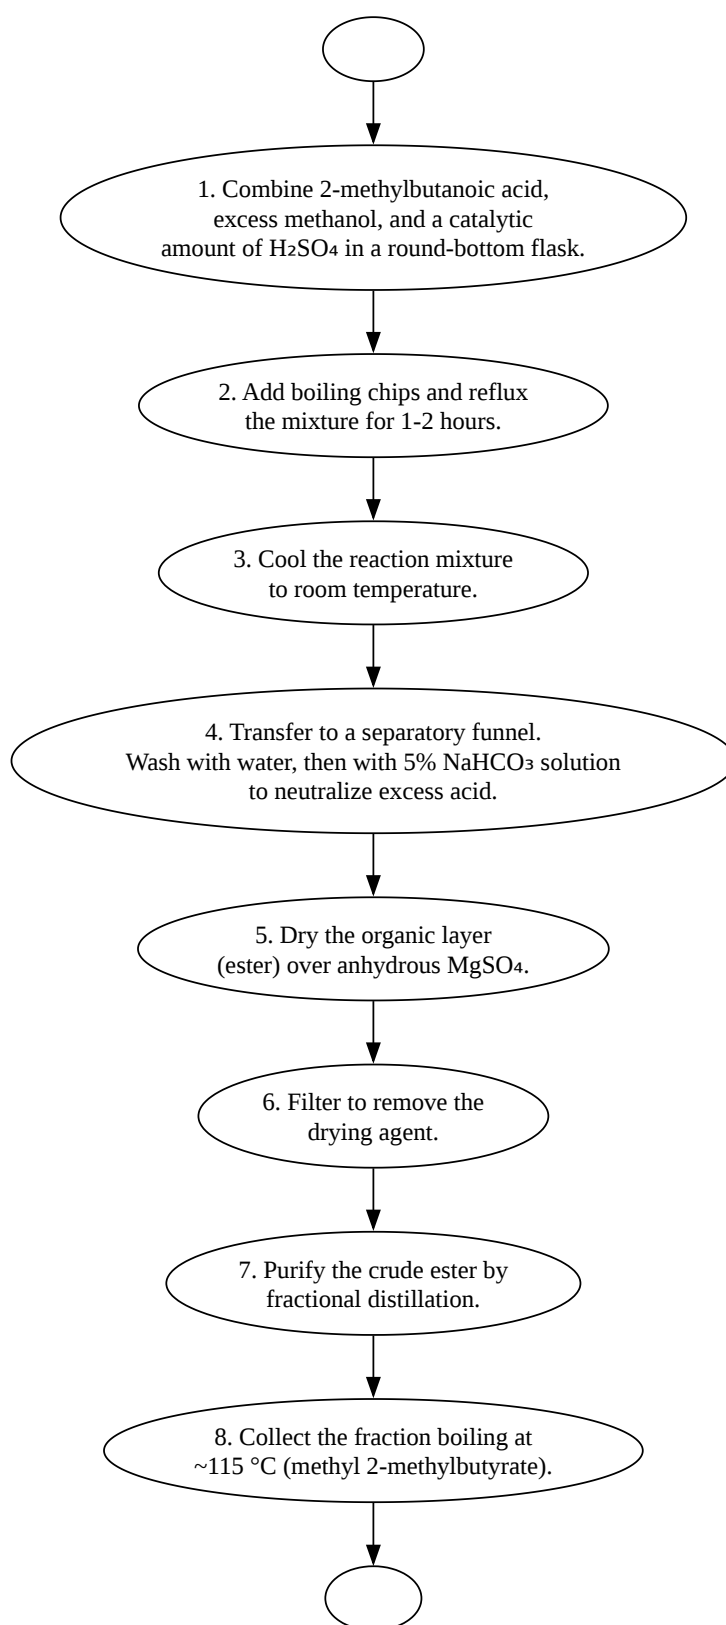 1. Combine 2-methylbutanoic acid,
excess methanol, and a catalytic
amount of H₂SO₄ in a round-bottom flask.
2. Add boiling chips and reflux
the mixture for 1-2 hours.
3. Cool the reaction mixture
to room temperature.
4. Transfer to a separatory funnel.
Wash with water, then with 5% NaHCO₃ solution
to neutralize excess acid.
5. Dry the organic layer
(ester) over anhydrous MgSO₄.
6. Filter to remove the
drying agent.
7. Purify the crude ester by
fractional distillation.
8. Collect the fraction boiling at
~115 °C (methyl 2-methylbutyrate).